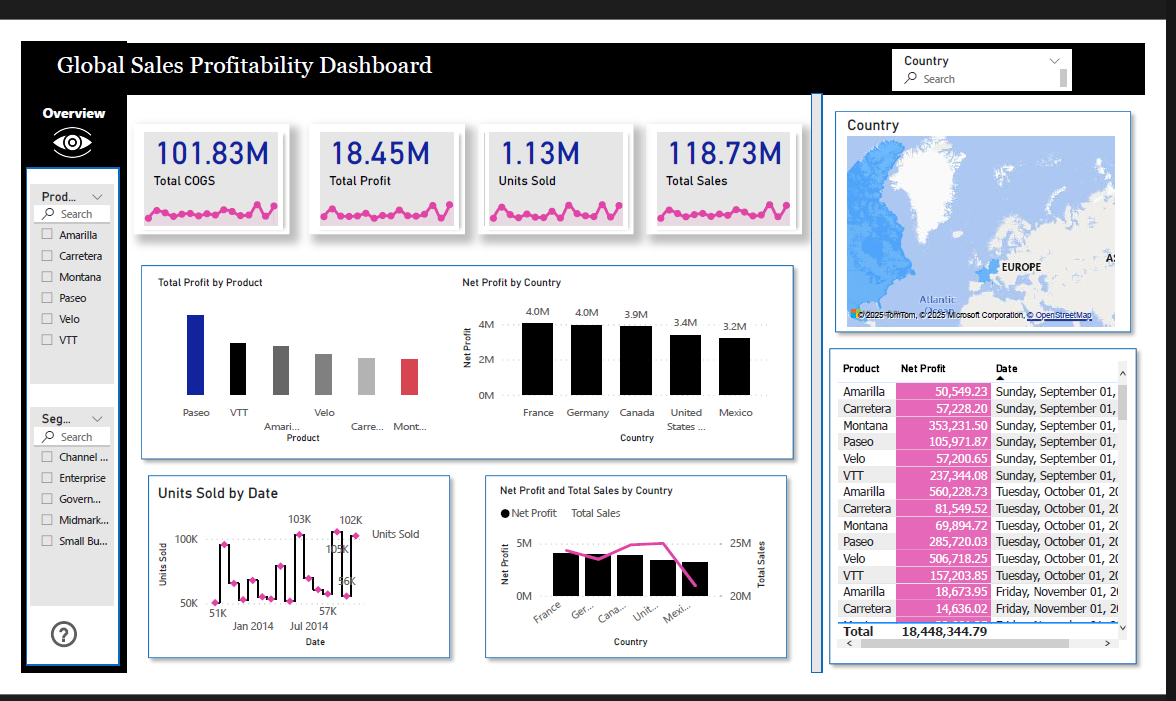 Global Sales Profitability Dashboard
Country
Search
Overview
Prod...
Search
Amarilla
Carretera
Montana
Paseo
Velo
VTT
Seg...
Search
Channel ...
Enterprise
Govern...
Midmark...
Small Bu...
101.83M
Total COGS
18.45M
Total Profit
1.13M
Units Sold
118.73M
Total Sales
Total Profit by Product
Paseo VTT Amari... Velo Carre... Mont...
Product
Net Profit by Country
Net Profit
4M
2M
0M
4.0M 4.0M 3.9M 3.4M 3.2M
France Germany Canada United States ... Mexico
Country
Units Sold by Date
Units Sold
100K
50K
103K 102K
105K
56K
51K 57K
Units Sold
Jan 2014 Jul 2014
Date
Net Profit and Total Sales by Country
Net Profit Total Sales
Net Profit
5M
0M
25M
20M
Total Sales
France Ger... Cana... Unit... Mexi...
Country
Country
EUROPE
AS
Atlantic
Ocean
© 2025 TomTom, © 2025 Microsoft Corporation, © OpenStreetMap
Product Net Profit Date
Amarilla 50,549.23 Sunday, September 01,
Carretera 57,228.20 Sunday, September 01,
Montana 353,231.50 Sunday, September 01,
Paseo 105,971.87 Sunday, September 01,
Velo 57,200.65 Sunday, September 01,
VTT 237,344.08 Sunday, September 01,
Amarilla 560,228.73 Tuesday, October 01, 20
Carretera 81,549.52 Tuesday, October 01, 20
Montana 69,894.72 Tuesday, October 01, 20
Paseo 285,720.03 Tuesday, October 01, 20
Velo 506,718.25 Tuesday, October 01, 20
VTT 157,203.85 Tuesday, October 01, 20
Amarilla 18,673.95 Friday, November 01, 2
Carretera 14,636.02 Friday, November 01, 2
Total 18,448,344.79